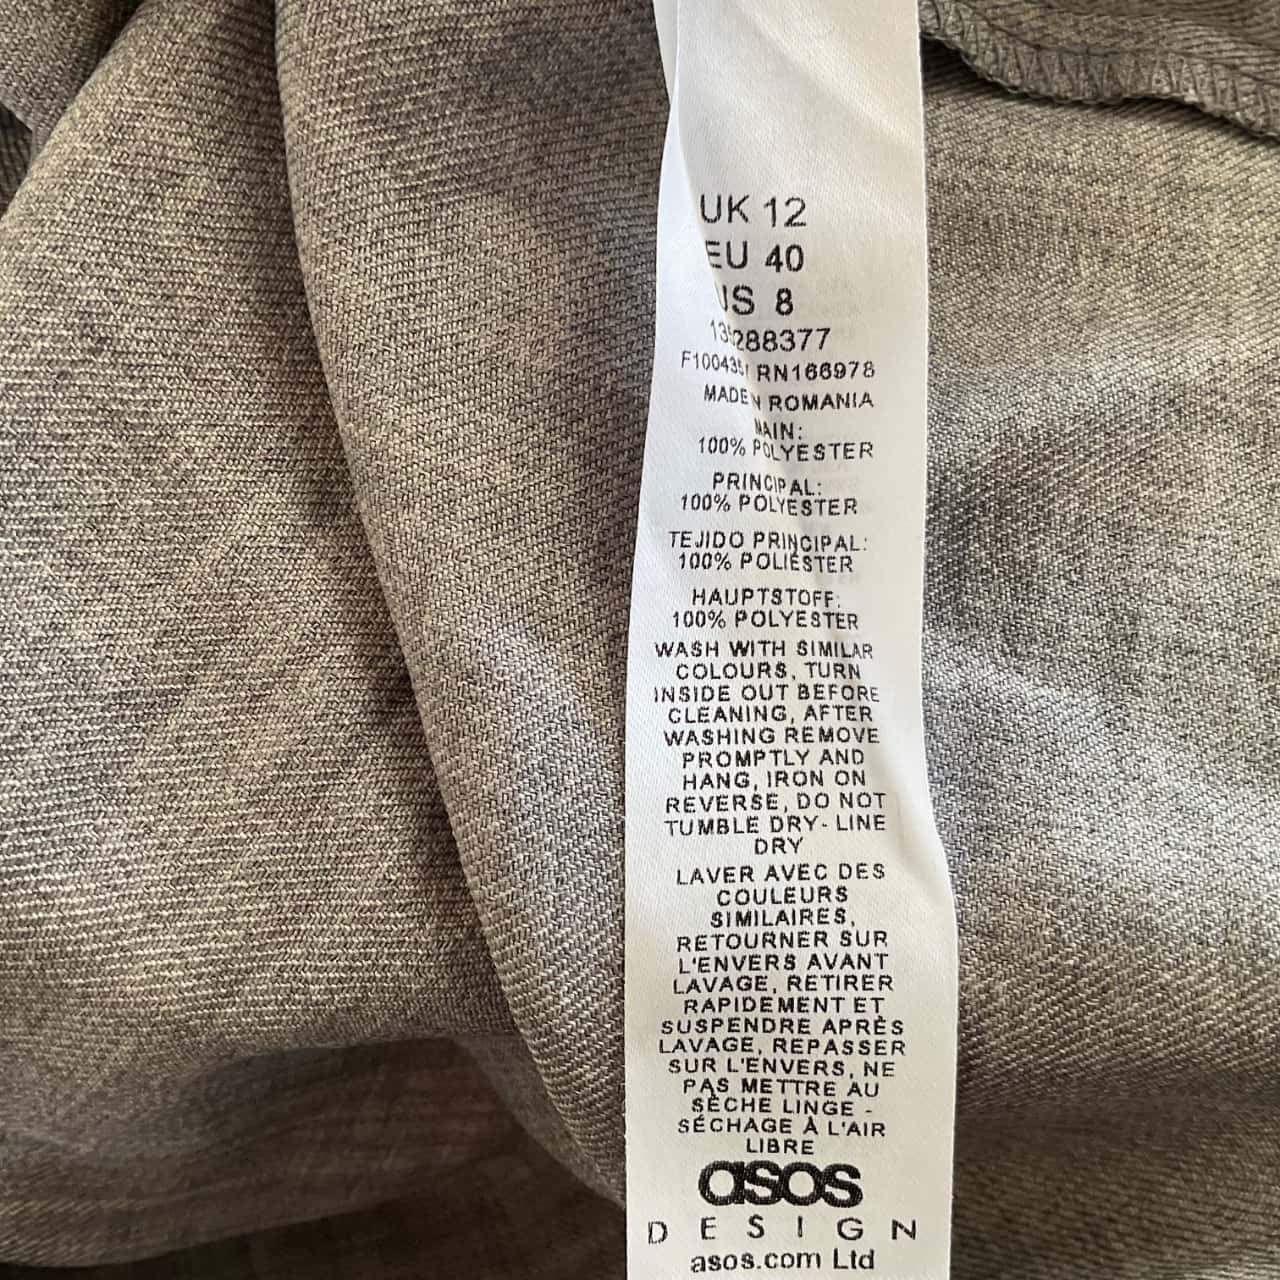 UK 12
EU 40
US 8
288377
RN166978
MADE IN ROMANIA
MAIN:
100% POLYESTER
PRINCIPAL:
100% POLYESTER
TEJIDO PRINCIPAL:
100% POLIÉSTER
HAUPTSTOFF:
100% POLYESTER
WASH WITH SIMILAR
COLOURS, TURN
INSIDE OUT BEFORE
CLEANING, AFTER
WASHING REMOVE
PROMPTLY AND
HANG, IRON ON
REVERSE, DO NOT
TUMBLE DRY- LINE
DRY
LAVER AVEC DES
COULEURS
SIMILAIRES,
RETOURNER SUR
L'ENVERS AVANT
LAVAGE, RETIRER
RAPIDEMENT ET
SUSPENDRE APRÈS
LAVAGE, REPASSER
SUR L'ENVERS, NE
PAS METTRE AU
SÈCHE LINGE -
SÉCHAGE À L'AIR
LIBRE
asos
DESIGN
asos.com Ltd